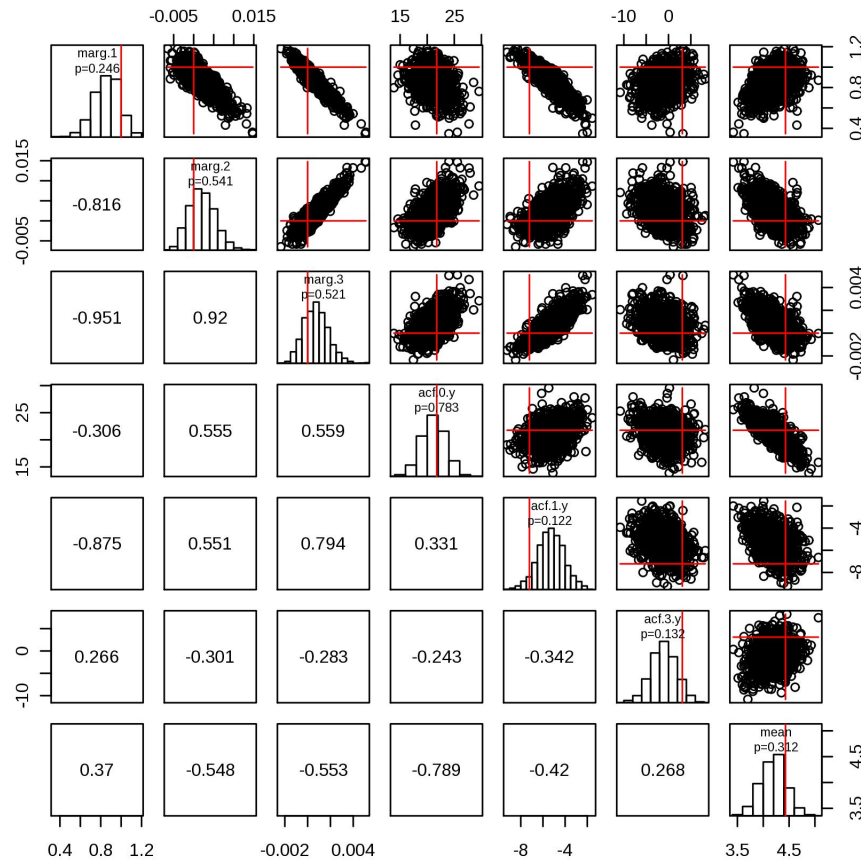 -0.005 0.015 15 25 -10 0
marg.1
p=0.246
0.4 0.8 1.2
-0.005 0.015
-0.816
marg.2
p=0.541
-0.951
0.92
marg.3
p=0.521
-0.002 0.004
15 25
-0.306
0.555
0.559
acf.0.y
p=0.783
-0.875
0.551
0.794
0.331
acf.1.y
p=0.122
-8 -4
-10 0
0.266
-0.301
-0.283
-0.243
-0.342
acf.3.y
p=0.132
0.37
-0.548
-0.553
-0.789
-0.42
0.268
mean
p=0.312
3.5 4.5
0.4 0.8 1.2 -0.002 0.004 -8 -4 3.5 4.5